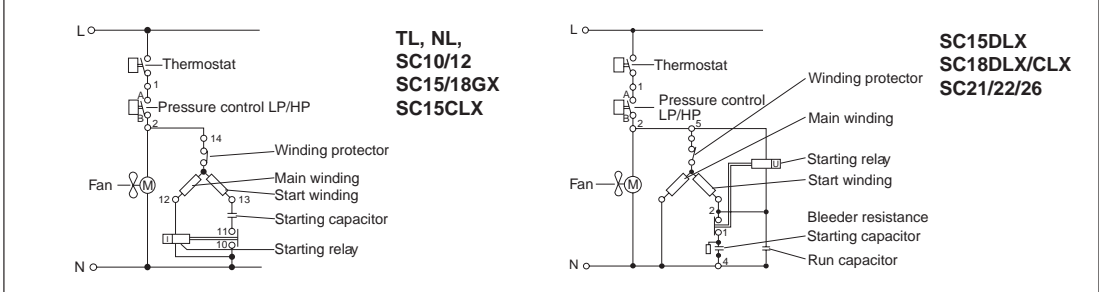 L
Thermostat
1
A
Pressure control LP/HP
B
2
14
Winding protector
Main winding
Start winding
Fan
M
12
13
Starting capacitor
11
I
10
Starting relay
N
TL, NL,
SC10/12
SC15/18GX
SC15CLX
L
Thermostat
Winding protector
1
A
Pressure control
LP/HP
B
2
5
Main winding
U
Starting relay
Fan
M
Start winding
2
Bleeder resistance
1
Starting capacitor
4
Run capacitor
N
SC15DLX
SC18DLX/CLX
SC21/22/26